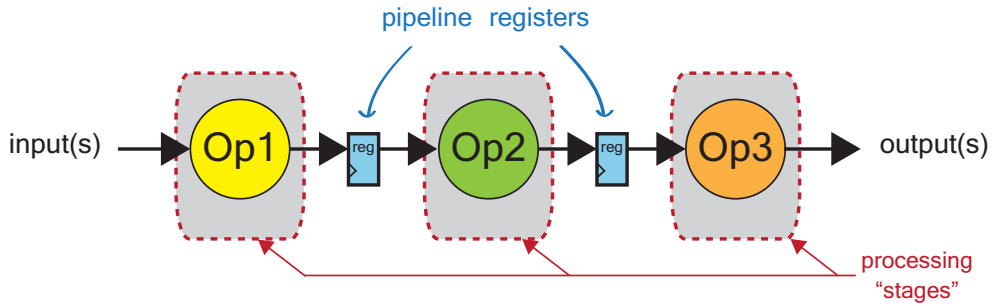 pipeline registers
input(s)
Op1
reg
Op2
reg
Op3
output(s)
processing
“stages”